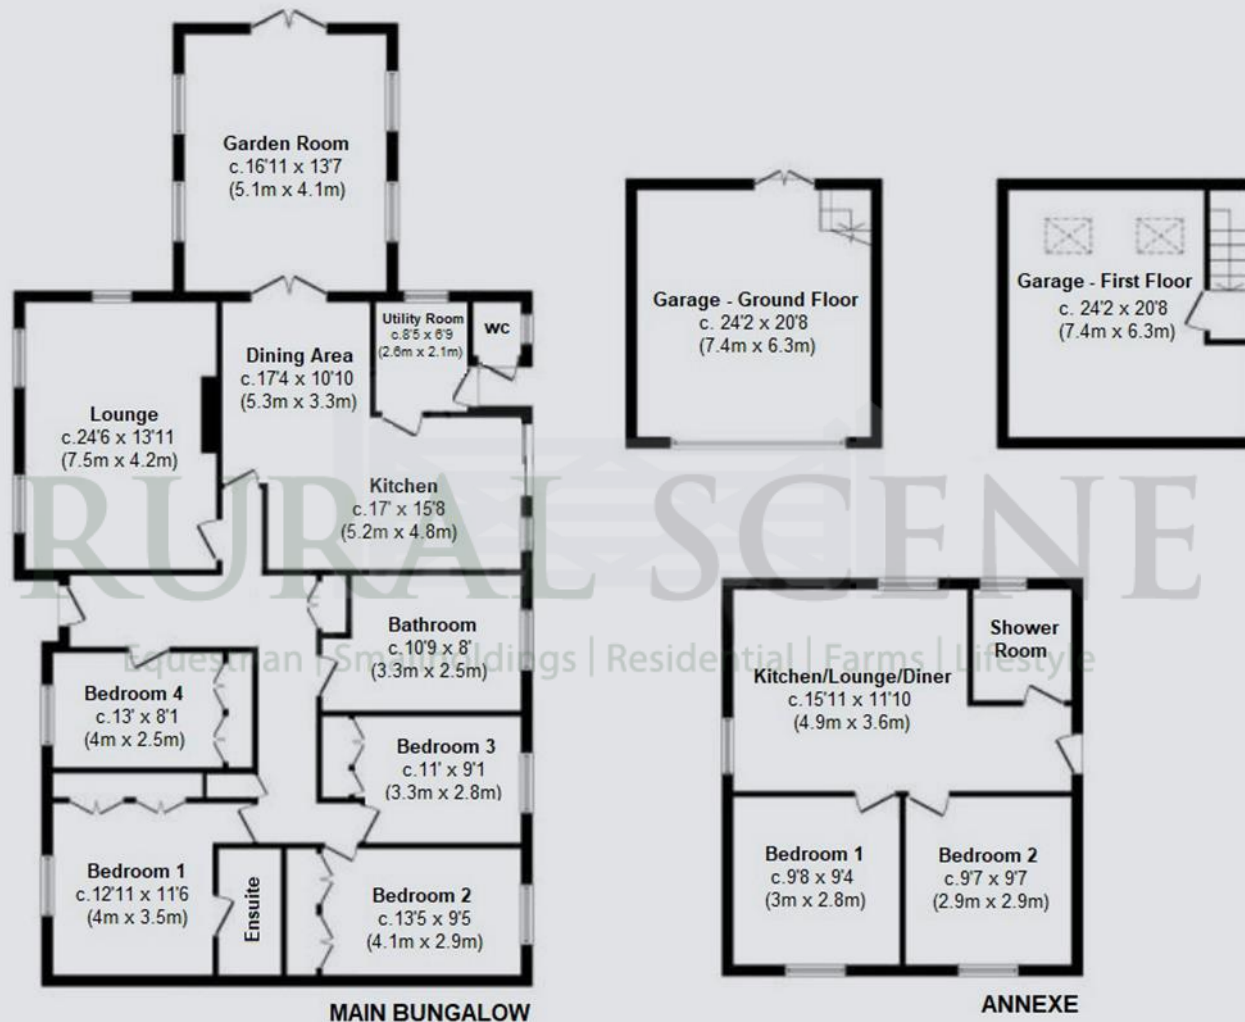 Garden Room
c.16'11 x 13'7
(5.1m x 4.1m)
Utility Room
c.8'5 x 6'9
(2.6m x 2.1m)
WC
Dining Area
c.17'4 x 10'10
(5.3m x 3.3m)
Lounge
c.24'6 x 13'11
(7.5m x 4.2m)
Kitchen
c.17' x 15'8
(5.2m x 4.8m)
Garage - Ground Floor
c. 24'2 x 20'8
(7.4m x 6.3m)
Garage - First Floor
c. 24'2 x 20'8
(7.4m x 6.3m)
RURAL SCENE
Equestrian | Smallholdings | Residential | Farms | Lifestyle
Bathroom
c.10'9 x 8'
(3.3m x 2.5m)
Bedroom 4
c.13' x 8'1
(4m x 2.5m)
Bedroom 3
c.11' x 9'1
(3.3m x 2.8m)
Bedroom 1
c.12'11 x 11'6
(4m x 3.5m)
Ensuite
Bedroom 2
c.13'5 x 9'5
(4.1m x 2.9m)
MAIN BUNGALOW
Shower
Room
Kitchen/Lounge/Diner
c.15'11 x 11'10
(4.9m x 3.6m)
Bedroom 1
c.9'8 x 9'4
(3m x 2.8m)
Bedroom 2
c.9'7 x 9'7
(2.9m x 2.9m)
ANNEXE